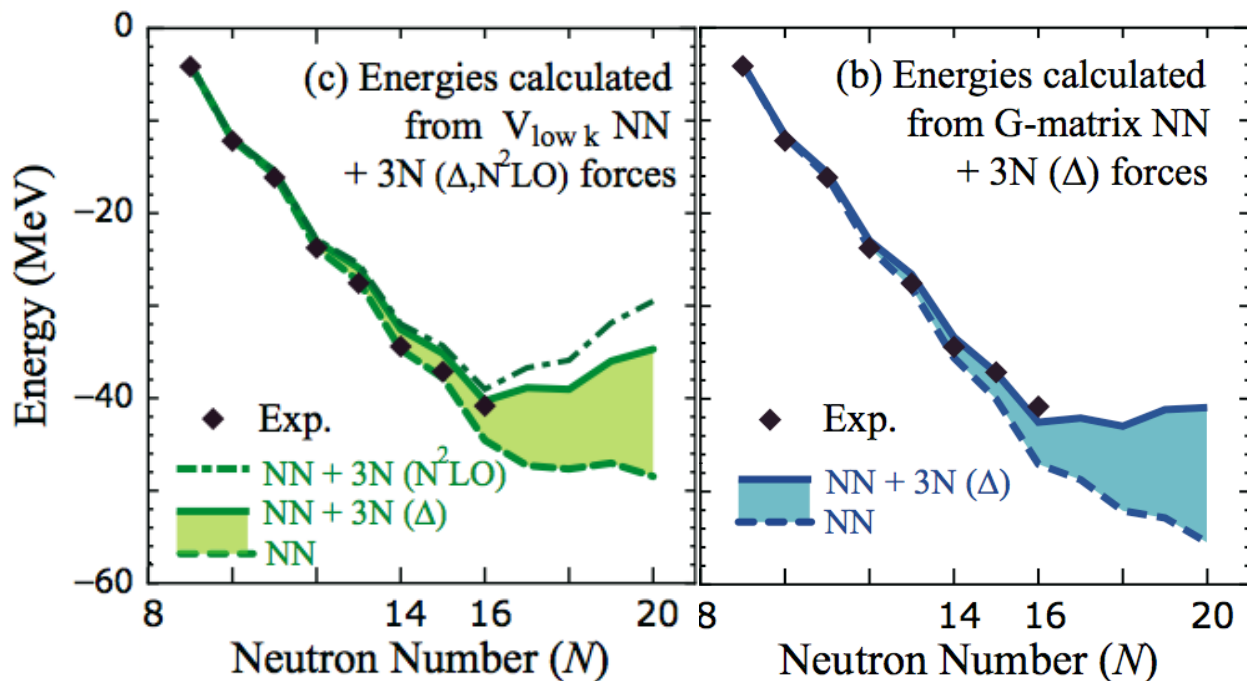 0
−20
−40
−60
Energy (MeV)
(c) Energies calculated
from V_low k NN
+ 3N (Δ,N²LO) forces
Exp.
NN + 3N (N²LO)
NN + 3N (Δ)
NN
8
14
16
20
Neutron Number (N)
(b) Energies calculated
from G-matrix NN
+ 3N (Δ) forces
Exp.
NN + 3N (Δ)
NN
8
14
16
20
Neutron Number (N)